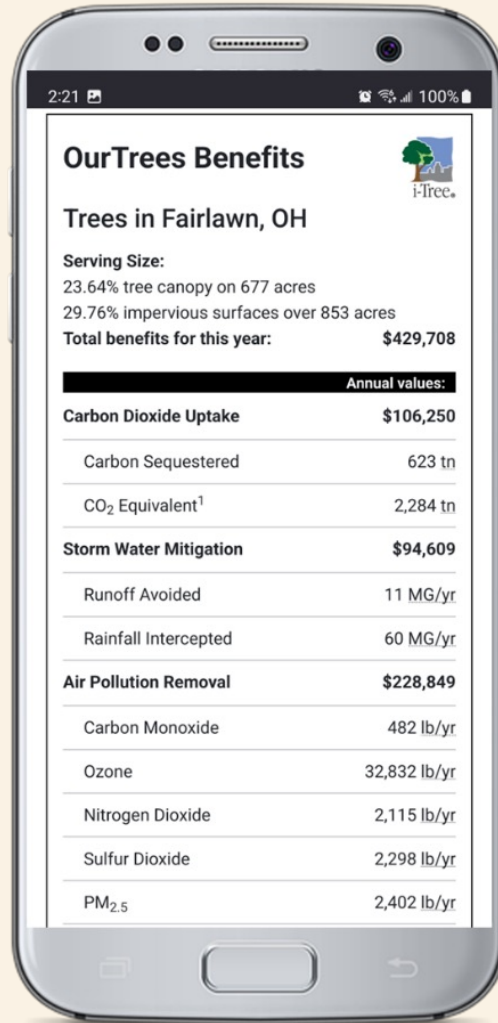 2:21 100%
OurTrees Benefits
i-Tree®
Trees in Fairlawn, OH
Serving Size:
23.64% tree canopy on 677 acres
29.76% impervious surfaces over 853 acres
Total benefits for this year: $429,708
Annual values:
Carbon Dioxide Uptake $106,250
Carbon Sequestered 623 tn
CO₂ Equivalent¹ 2,284 tn
Storm Water Mitigation $94,609
Runoff Avoided 11 MG/yr
Rainfall Intercepted 60 MG/yr
Air Pollution Removal $228,849
Carbon Monoxide 482 lb/yr
Ozone 32,832 lb/yr
Nitrogen Dioxide 2,115 lb/yr
Sulfur Dioxide 2,298 lb/yr
PM₂.₅ 2,402 lb/yr